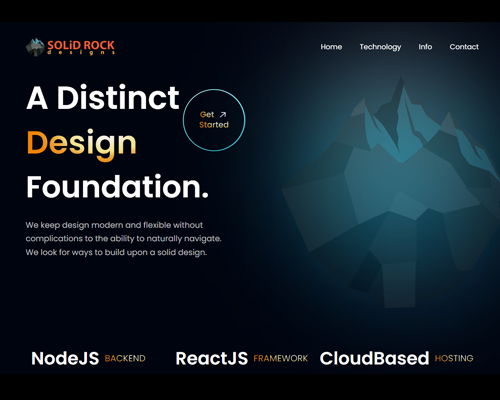 SOLiD ROCK
designs
Home Technology Info Contact
A Distinct
Design
Foundation.
Get
Started
We keep design modern and flexible without
complications to the ability to naturally navigate.
We look for ways to build upon a solid design.
NodeJS BACKEND ReactJS FRAMEWORK CloudBased HOSTING